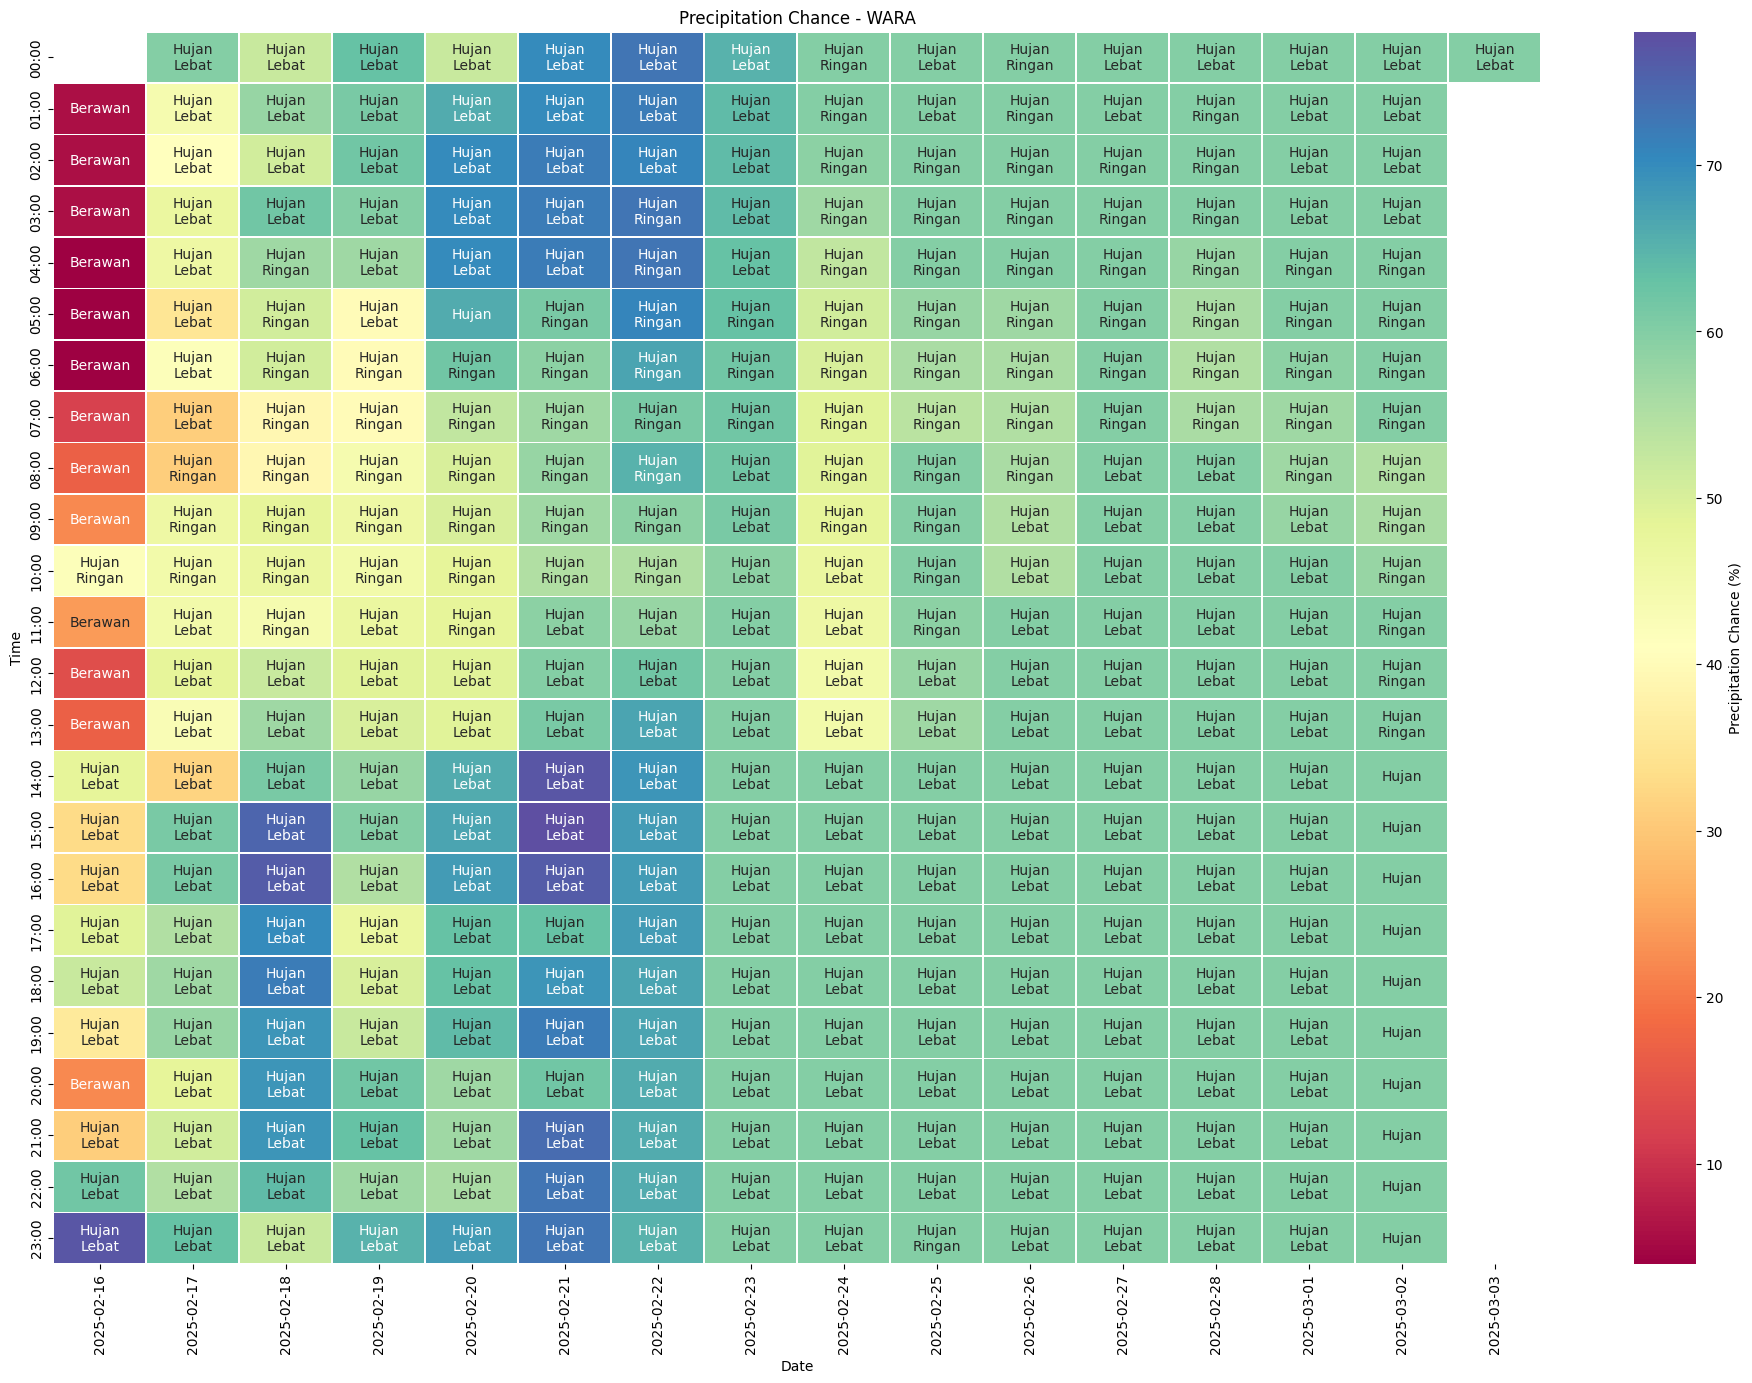 Precipitation Chance - WARA
00:00 Hujan Lebat Hujan Lebat Hujan Lebat Hujan Lebat Hujan Lebat Hujan Lebat Hujan Lebat Hujan Ringan Hujan Lebat Hujan Ringan Hujan Lebat Hujan Lebat Hujan Lebat Hujan Lebat Hujan Lebat
01:00 Berawan Hujan Lebat Hujan Lebat Hujan Lebat Hujan Lebat Hujan Lebat Hujan Lebat Hujan Lebat Hujan Ringan Hujan Lebat Hujan Ringan Hujan Lebat Hujan Ringan Hujan Lebat Hujan Lebat
02:00 Berawan Hujan Lebat Hujan Lebat Hujan Lebat Hujan Lebat Hujan Lebat Hujan Lebat Hujan Lebat Hujan Ringan Hujan Ringan Hujan Ringan Hujan Ringan Hujan Ringan Hujan Lebat Hujan Lebat
03:00 Berawan Hujan Lebat Hujan Lebat Hujan Lebat Hujan Lebat Hujan Lebat Hujan Ringan Hujan Lebat Hujan Ringan Hujan Ringan Hujan Ringan Hujan Ringan Hujan Ringan Hujan Lebat Hujan Lebat
04:00 Berawan Hujan Lebat Hujan Ringan Hujan Lebat Hujan Lebat Hujan Lebat Hujan Ringan Hujan Lebat Hujan Ringan Hujan Ringan Hujan Ringan Hujan Ringan Hujan Ringan Hujan Ringan Hujan Ringan
05:00 Berawan Hujan Lebat Hujan Ringan Hujan Lebat Hujan Hujan Ringan Hujan Ringan Hujan Ringan Hujan Ringan Hujan Ringan Hujan Ringan Hujan Ringan Hujan Ringan Hujan Ringan Hujan Ringan
06:00 Berawan Hujan Lebat Hujan Ringan Hujan Ringan Hujan Ringan Hujan Ringan Hujan Ringan Hujan Ringan Hujan Ringan Hujan Ringan Hujan Ringan Hujan Ringan Hujan Ringan Hujan Ringan Hujan Ringan
07:00 Berawan Hujan Lebat Hujan Ringan Hujan Ringan Hujan Ringan Hujan Ringan Hujan Ringan Hujan Ringan Hujan Ringan Hujan Ringan Hujan Ringan Hujan Ringan Hujan Ringan Hujan Ringan Hujan Ringan
08:00 Berawan Hujan Ringan Hujan Ringan Hujan Ringan Hujan Ringan Hujan Ringan Hujan Ringan Hujan Lebat Hujan Ringan Hujan Ringan Hujan Ringan Hujan Lebat Hujan Lebat Hujan Ringan Hujan Ringan
09:00 Berawan Hujan Ringan Hujan Ringan Hujan Ringan Hujan Ringan Hujan Ringan Hujan Ringan Hujan Lebat Hujan Ringan Hujan Ringan Hujan Lebat Hujan Lebat Hujan Lebat Hujan Lebat Hujan Ringan
10:00 Hujan Ringan Hujan Ringan Hujan Ringan Hujan Ringan Hujan Ringan Hujan Ringan Hujan Ringan Hujan Lebat Hujan Lebat Hujan Ringan Hujan Lebat Hujan Lebat Hujan Lebat Hujan Lebat Hujan Ringan
11:00 Berawan Hujan Lebat Hujan Ringan Hujan Lebat Hujan Ringan Hujan Lebat Hujan Lebat Hujan Lebat Hujan Lebat Hujan Ringan Hujan Lebat Hujan Lebat Hujan Lebat Hujan Lebat Hujan Ringan
12:00 Berawan Hujan Lebat Hujan Lebat Hujan Lebat Hujan Lebat Hujan Lebat Hujan Lebat Hujan Lebat Hujan Lebat Hujan Lebat Hujan Lebat Hujan Lebat Hujan Lebat Hujan Lebat Hujan Ringan
13:00 Berawan Hujan Lebat Hujan Lebat Hujan Lebat Hujan Lebat Hujan Lebat Hujan Lebat Hujan Lebat Hujan Lebat Hujan Lebat Hujan Lebat Hujan Lebat Hujan Lebat Hujan Lebat Hujan Ringan
14:00 Hujan Lebat Hujan Lebat Hujan Lebat Hujan Lebat Hujan Lebat Hujan Lebat Hujan Lebat Hujan Lebat Hujan Lebat Hujan Lebat Hujan Lebat Hujan Lebat Hujan Lebat Hujan Lebat Hujan
15:00 Hujan Lebat Hujan Lebat Hujan Lebat Hujan Lebat Hujan Lebat Hujan Lebat Hujan Lebat Hujan Lebat Hujan Lebat Hujan Lebat Hujan Lebat Hujan Lebat Hujan Lebat Hujan Lebat Hujan
16:00 Hujan Lebat Hujan Lebat Hujan Lebat Hujan Lebat Hujan Lebat Hujan Lebat Hujan Lebat Hujan Lebat Hujan Lebat Hujan Lebat Hujan Lebat Hujan Lebat Hujan Lebat Hujan Lebat Hujan
17:00 Hujan Lebat Hujan Lebat Hujan Lebat Hujan Lebat Hujan Lebat Hujan Lebat Hujan Lebat Hujan Lebat Hujan Lebat Hujan Lebat Hujan Lebat Hujan Lebat Hujan Lebat Hujan Lebat Hujan
18:00 Hujan Lebat Hujan Lebat Hujan Lebat Hujan Lebat Hujan Lebat Hujan Lebat Hujan Lebat Hujan Lebat Hujan Lebat Hujan Lebat Hujan Lebat Hujan Lebat Hujan Lebat Hujan Lebat Hujan
19:00 Hujan Lebat Hujan Lebat Hujan Lebat Hujan Lebat Hujan Lebat Hujan Lebat Hujan Lebat Hujan Lebat Hujan Lebat Hujan Lebat Hujan Lebat Hujan Lebat Hujan Lebat Hujan Lebat Hujan
20:00 Berawan Hujan Lebat Hujan Lebat Hujan Lebat Hujan Lebat Hujan Lebat Hujan Lebat Hujan Lebat Hujan Lebat Hujan Lebat Hujan Lebat Hujan Lebat Hujan Lebat Hujan Lebat Hujan
21:00 Hujan Lebat Hujan Lebat Hujan Lebat Hujan Lebat Hujan Lebat Hujan Lebat Hujan Lebat Hujan Lebat Hujan Lebat Hujan Lebat Hujan Lebat Hujan Lebat Hujan Lebat Hujan Lebat Hujan
22:00 Hujan Lebat Hujan Lebat Hujan Lebat Hujan Lebat Hujan Lebat Hujan Lebat Hujan Lebat Hujan Lebat Hujan Lebat Hujan Lebat Hujan Lebat Hujan Lebat Hujan Lebat Hujan Lebat Hujan
23:00 Hujan Lebat Hujan Lebat Hujan Lebat Hujan Lebat Hujan Lebat Hujan Lebat Hujan Lebat Hujan Lebat Hujan Lebat Hujan Ringan Hujan Lebat Hujan Lebat Hujan Lebat Hujan Lebat Hujan
Time
2025-02-16 2025-02-17 2025-02-18 2025-02-19 2025-02-20 2025-02-21 2025-02-22 2025-02-23 2025-02-24 2025-02-25 2025-02-26 2025-02-27 2025-02-28 2025-03-01 2025-03-02 2025-03-03
Date
70
60
50
40
30
20
10
Precipitation Chance (%)